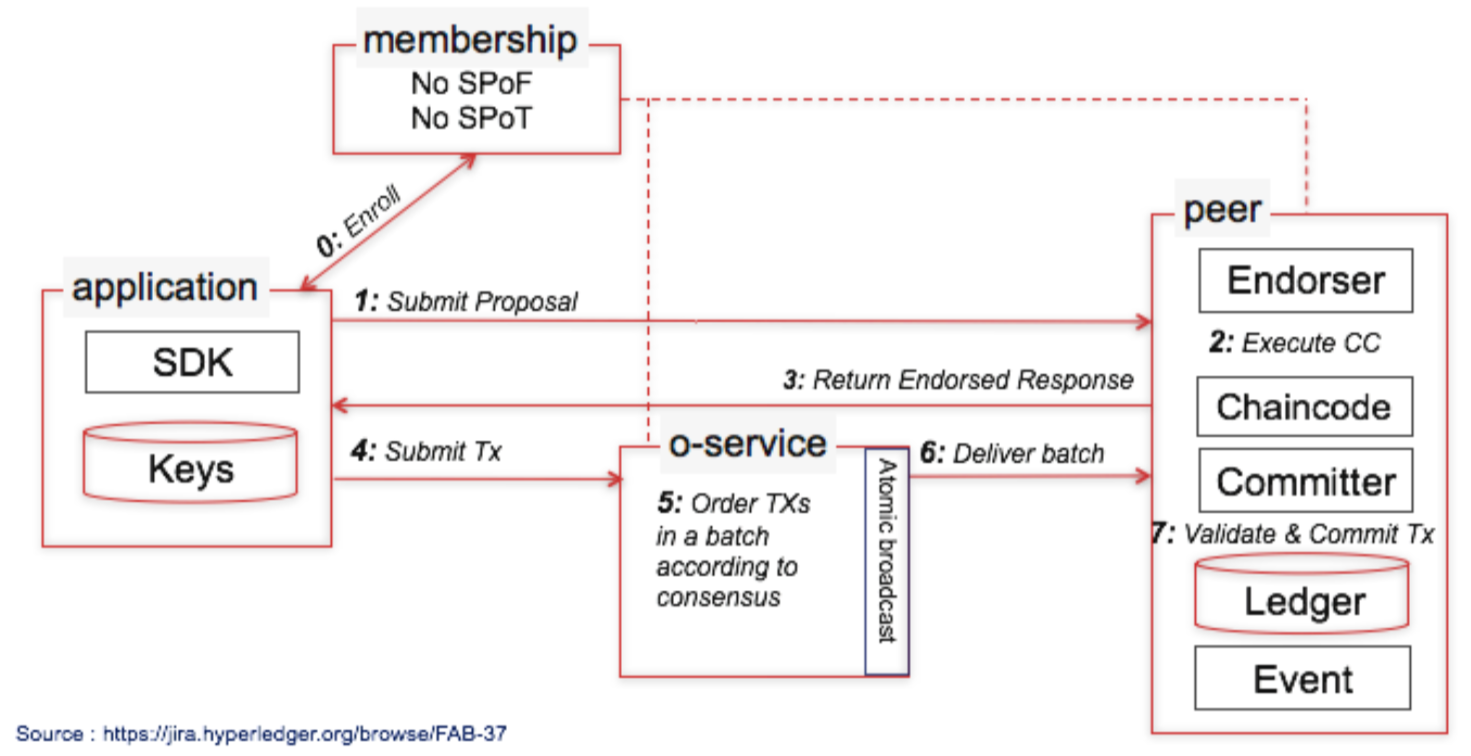 membership
No SPoF
No SPoT
0: Enroll
application
SDK
Keys
1: Submit Proposal
3: Return Endorsed Response
4: Submit Tx
o-service
5: Order TXs
in a batch
according to
consensus
Atomic broadcast
6: Deliver batch
peer
Endorser
2: Execute CC
Chaincode
Committer
7: Validate & Commit Tx
Ledger
Event
Source : https://jira.hyperledger.org/browse/FAB-37